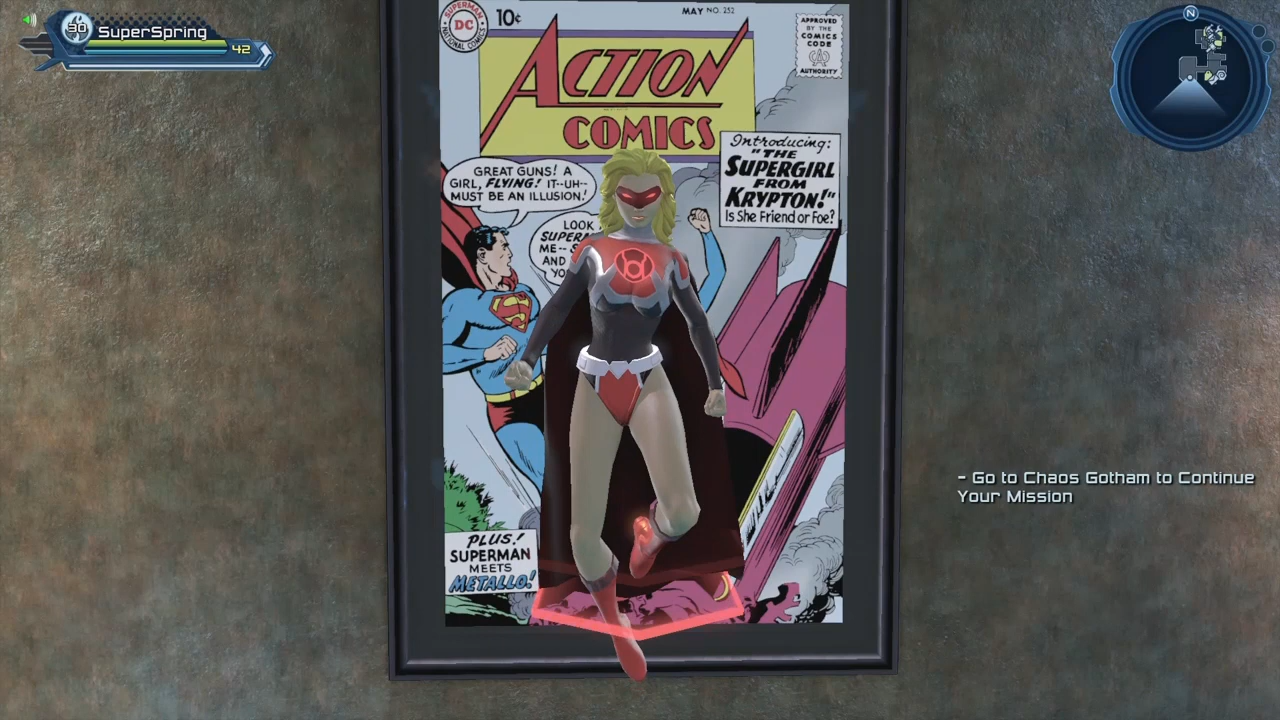 30 SuperSpring
42
N
SUPERMAN
DC
NATIONAL COMICS
10¢
MAY NO. 252
APPROVED
BY THE
COMICS
CODE
AUTHORITY
ACTION
COMICS
Introducing:
"THE
SUPERGIRL
FROM
KRYPTON!"
Is She Friend or Foe?
GREAT GUNS! A
GIRL, FLYING! IT--UH--
MUST BE AN ILLUSION!
LOOK
ME--
AND
- Go to Chaos Gotham to Continue
Your Mission
PLUS!
SUPERMAN
MEETS
METALLO!